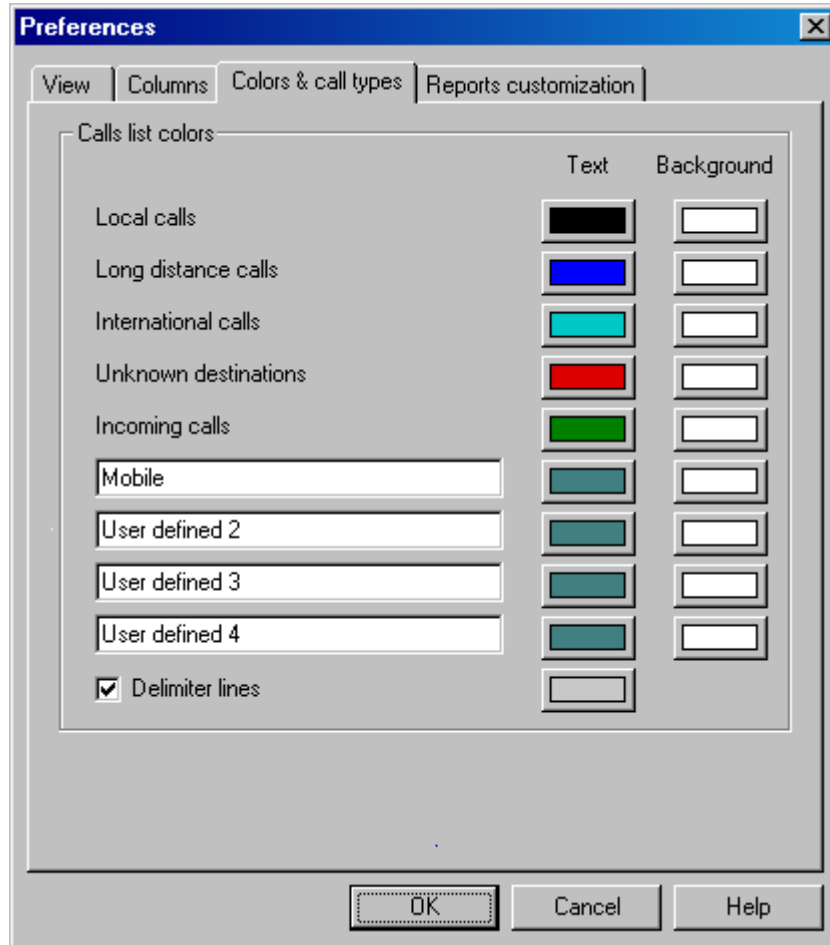 Preferences
View Columns Colors & call types Reports customization
Calls list colors
Text Background
Local calls
Long distance calls
International calls
Unknown destinations
Incoming calls
Mobile
User defined 2
User defined 3
User defined 4
Delimiter lines
OK Cancel Help